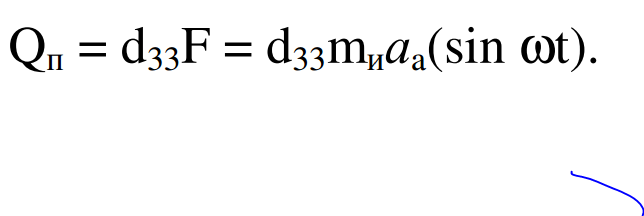 Qп = d33F = d33mиaа(sin ωt).